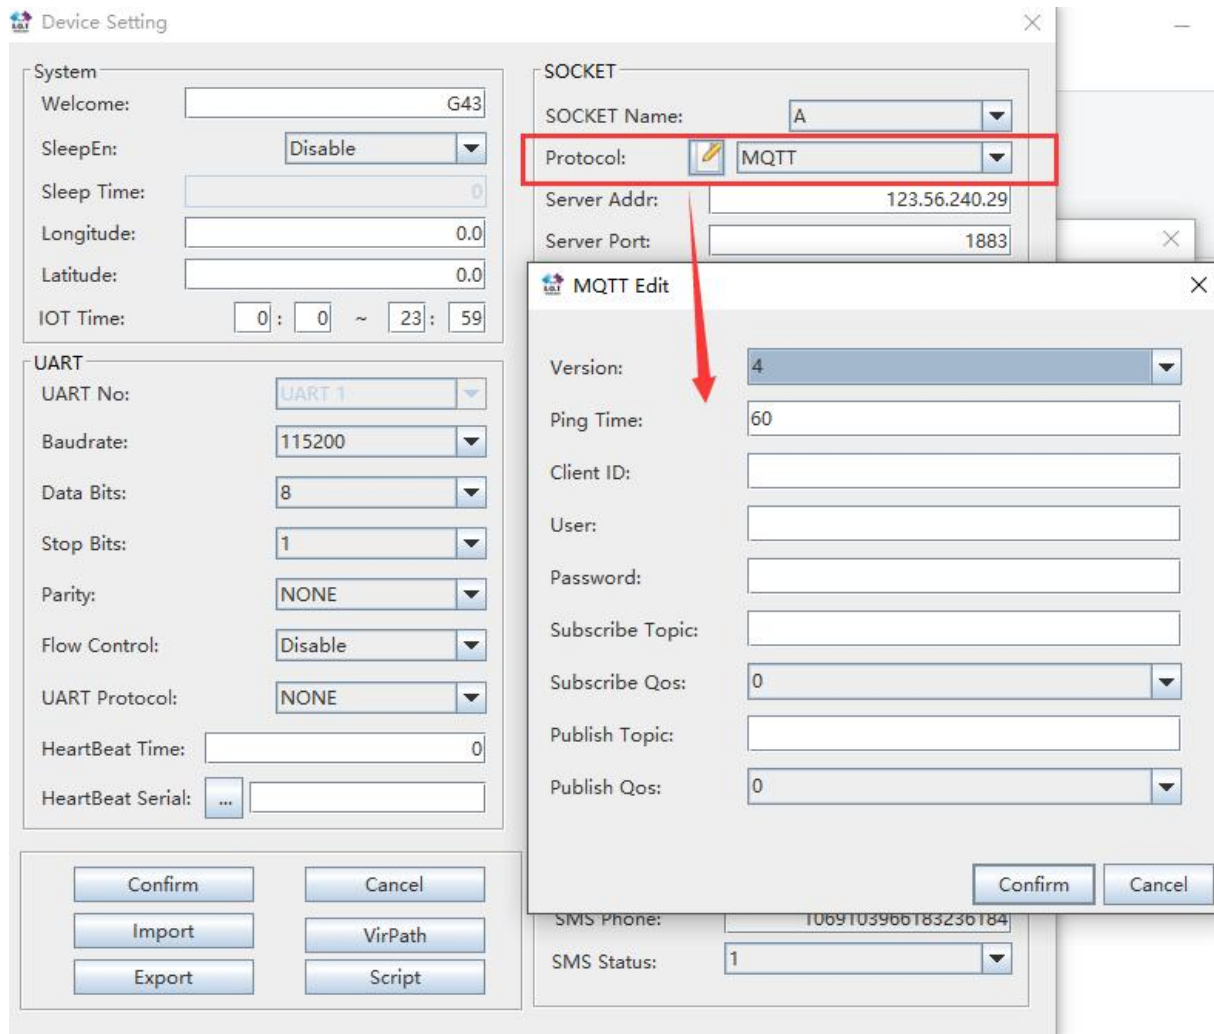 Device Setting
System
Welcome: G43
SleepEn: Disable
Sleep Time: 0
Longitude: 0.0
Latitude: 0.0
IOT Time: 0 : 0 ~ 23 : 59
UART
UART No: UART 1
Baudrate: 115200
Data Bits: 8
Stop Bits: 1
Parity: NONE
Flow Control: Disable
UART Protocol: NONE
HeartBeat Time: 0
HeartBeat Serial: ...
Confirm Cancel
Import VirPath
Export Script
SOCKET
SOCKET Name: A
Protocol: MQTT
Server Addr: 123.56.240.29
Server Port: 1883
MQTT Edit
Version: 4
Ping Time: 60
Client ID:
User:
Password:
Subscribe Topic:
Subscribe Qos: 0
Publish Topic:
Publish Qos: 0
Confirm Cancel
SMS Phone: 1069103966183236184
SMS Status: 1